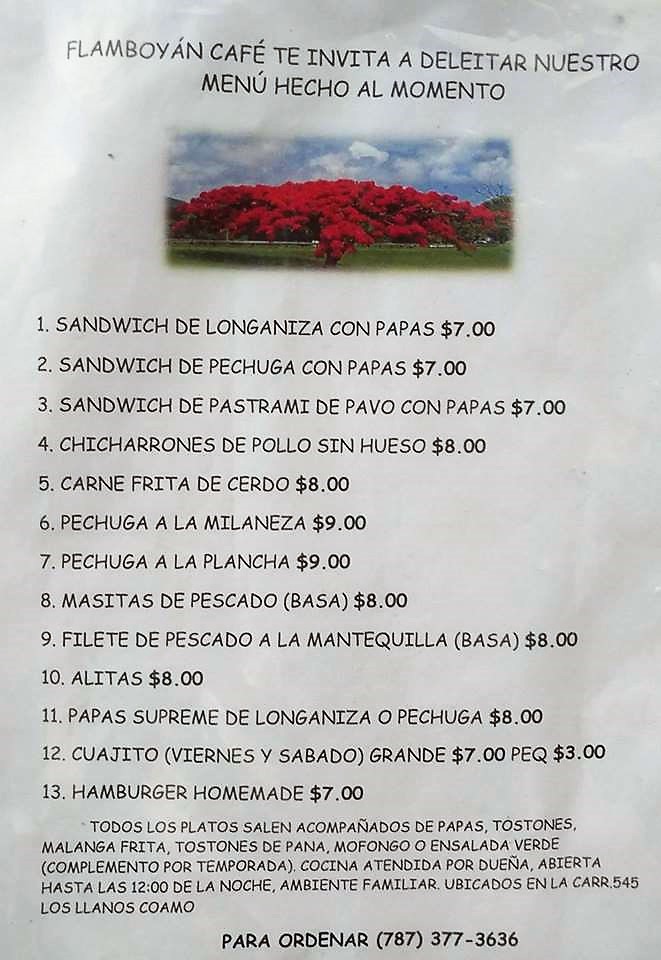 FLAMBOYÁN CAFÉ TE INVITA A DELEITAR NUESTRO
MENÚ HECHO AL MOMENTO
1. SANDWICH DE LONGANIZA CON PAPAS $7.00
2. SANDWICH DE PECHUGA CON PAPAS $7.00
3. SANDWICH DE PASTRAMI DE PAVO CON PAPAS $7.00
4. CHICHARRONES DE POLLO SIN HUESO $8.00
5. CARNE FRITA DE CERDO $8.00
6. PECHUGA A LA MILANEZA $9.00
7. PECHUGA A LA PLANCHA $9.00
8. MASITAS DE PESCADO (BASA) $8.00
9. FILETE DE PESCADO A LA MANTEQUILLA (BASA) $8.00
10. ALITAS $8.00
11. PAPAS SUPREME DE LONGANIZA O PECHUGA $8.00
12. CUAJITO (VIERNES Y SABADO) GRANDE $7.00 PEQ $3.00
13. HAMBURGER HOMEMADE $7.00
TODOS LOS PLATOS SALEN ACOMPAÑADOS DE PAPAS, TOSTONES,
MALANGA FRITA, TOSTONES DE PANA, MOFONGO O ENSALADA VERDE
(COMPLEMENTO POR TEMPORADA). COCINA ATENDIDA POR DUEÑA, ABIERTA
HASTA LAS 12:00 DE LA NOCHE, AMBIENTE FAMILIAR. UBICADOS EN LA CARR.545
LOS LLANOS COAMO
PARA ORDENAR (787) 377-3636